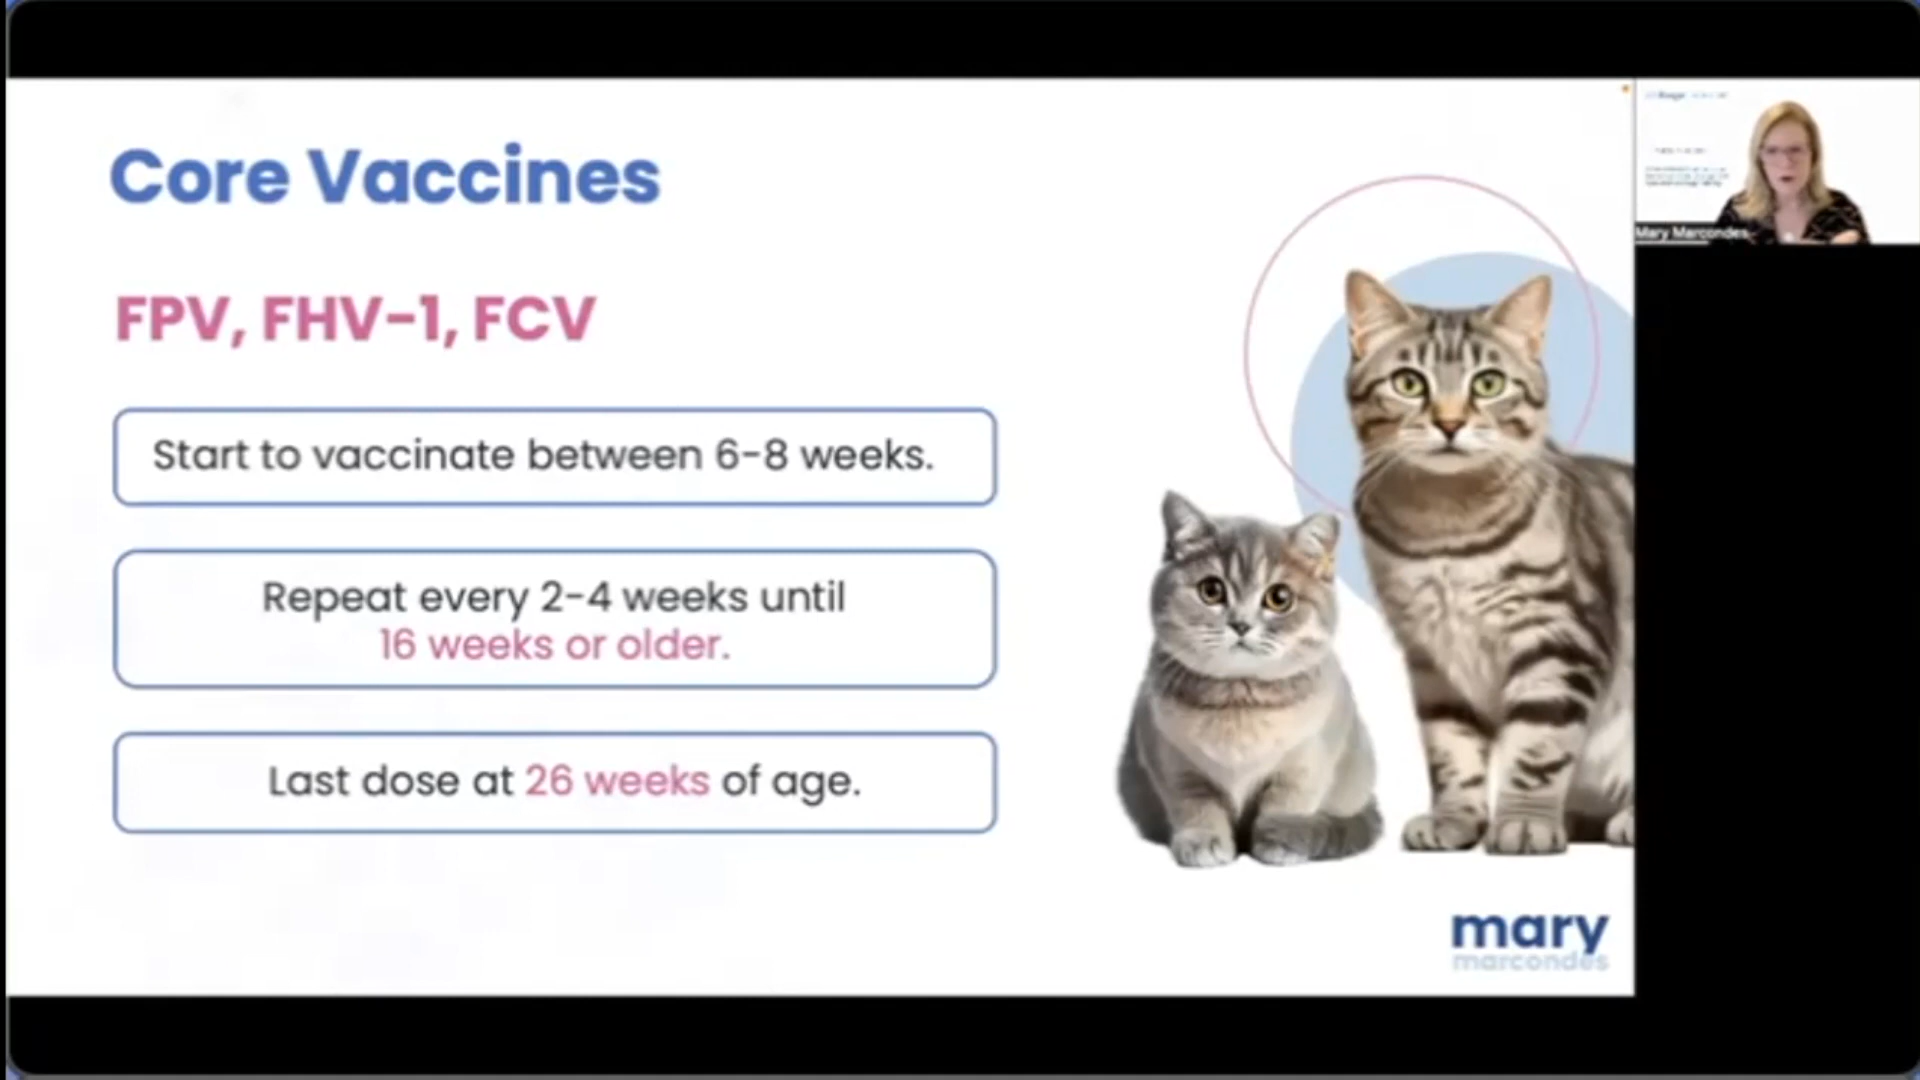 Core Vaccines
FPV, FHV-1, FCV
Start to vaccinate between 6-8 weeks.
Repeat every 2-4 weeks until
16 weeks or older.
Last dose at 26 weeks of age.
mary
marcondes
Mary Marcondes